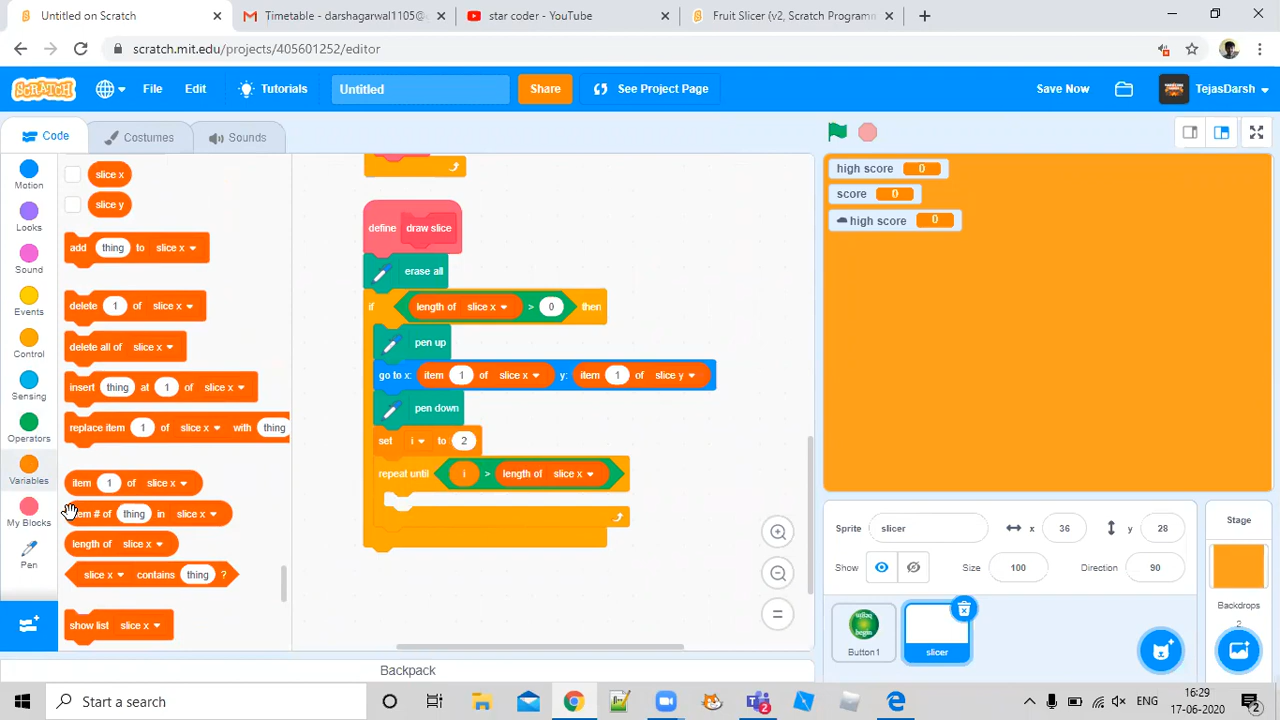 Untitled on Scratch
Timetable - darshagarwal1105@g
star coder - YouTube
Fruit Slicer (v2, Scratch Programm
scratch.mit.edu/projects/405601252/editor
SCRATCH
File
Edit
Tutorials
Untitled
Share
See Project Page
Save Now
TejasDarsh
Code
Costumes
Sounds
Motion
Looks
Sound
Events
Control
Sensing
Operators
Variables
My Blocks
Pen
slice x
slice y
add thing to slice x
delete 1 of slice x
delete all of slice x
insert thing at 1 of slice x
replace item 1 of slice x with thing
item 1 of slice x
item # of thing in slice x
length of slice x
slice x contains thing ?
show list slice x
define draw slice
erase all
if length of slice x > 0 then
pen up
go to x: item 1 of slice x y: item 1 of slice y
pen down
set i to 2
repeat until i > length of slice x
Backpack
high score 0
score 0
high score 0
Sprite slicer x 36 y 28
Show Size 100 Direction 90
Button1
slicer
Stage
Backdrops
2
Start a search
ENG
16:29
17-06-2020
2
2